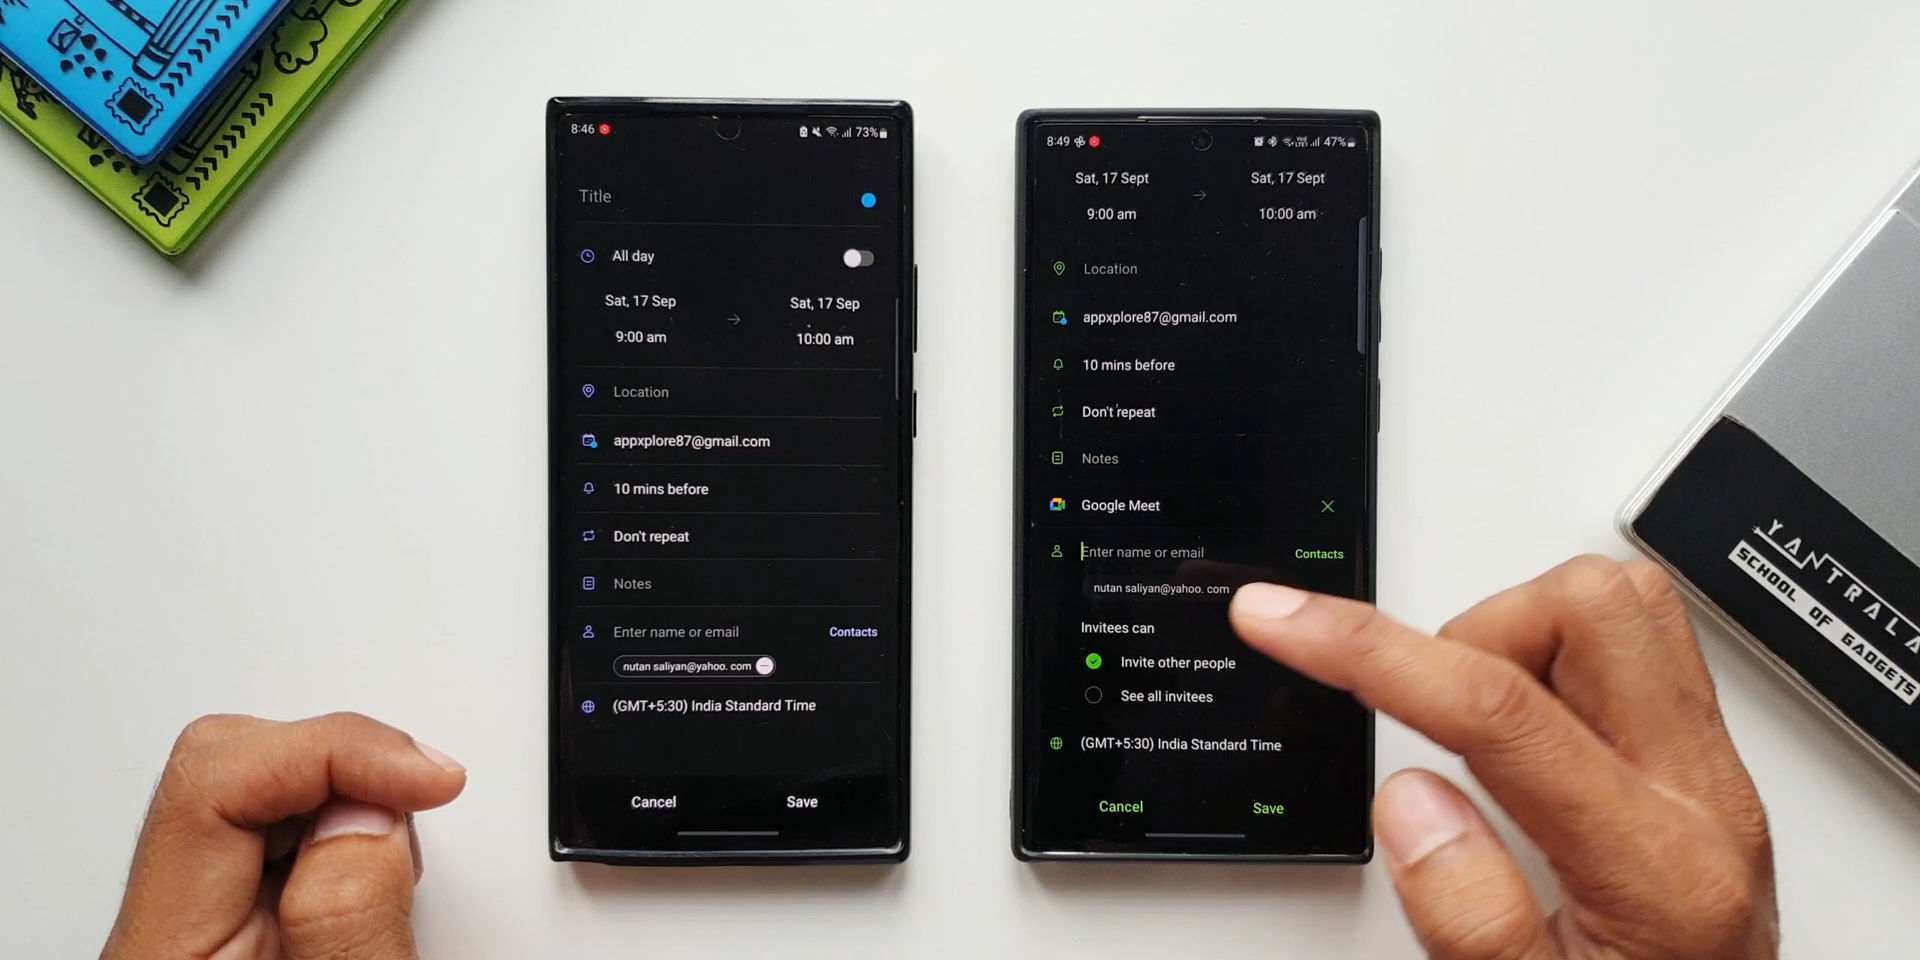 8:46
73%
Title
All day
Sat, 17 Sep
Sat, 17 Sep
9:00 am
10:00 am
Location
appxplore87@gmail.com
10 mins before
Don't repeat
Notes
Enter name or email
Contacts
nutan saliyan@yahoo. com
(GMT+5:30) India Standard Time
Cancel
Save
8:49
47%
Sat, 17 Sept
Sat, 17 Sept
9:00 am
10:00 am
Location
appxplore87@gmail.com
10 mins before
Don't repeat
Notes
Google Meet
Enter name or email
Contacts
nutan saliyan@yahoo. com
Invitees can
Invite other people
See all invitees
(GMT+5:30) India Standard Time
Cancel
Save
YANTRALA
SCHOOL OF GADGETS